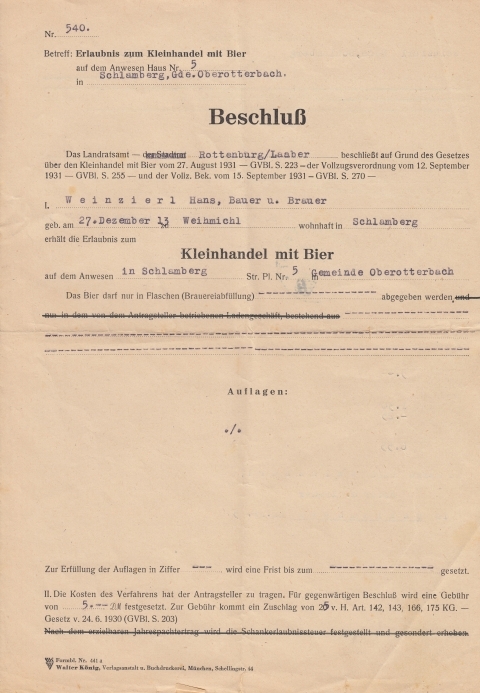 Nr. 540.
Betreff: Erlaubnis zum Kleinhandel mit Bier
auf dem Anwesen Haus Nr. 5
in Schlamberg, Gde. Oberotterbach.
Beschluß
Das Landratsamt — Rottenburg/Laaber beschließt auf Grund des Gesetzes
über den Kleinhandel mit Bier vom 27. August 1931 — GVBl. S. 223 – der Vollzugsverordnung vom 12. September
1931 — GVBl. S. 255 — und der Vollz. Bek. vom 15. September 1931 – GVBl. S. 270 —
I. Weinzierl Hans, Bauer u. Brauer
geb. am 27. Dezember 13 Weihmichl wohnhaft in Schlamberg
erhält die Erlaubnis zum
Kleinhandel mit Bier
auf dem Anwesen in Schlamberg Str. Pl. Nr. 5 in Gemeinde Oberotterbach
Das Bier darf nur in Flaschen (Brauereiabfüllung) abgegeben werden und
nur in dem von dem Antragsteller betriebenen Ladengeschäft, bestehend aus
Auflagen:
./.
Zur Erfüllung der Auflagen in Ziffer --- wird eine Frist bis zum gesetzt.
II. Die Kosten des Verfahrens hat der Antragsteller zu tragen. Für gegenwärtigen Beschluß wird eine Gebühr
von 5.-- DM festgesetzt. Zur Gebühr kommt ein Zuschlag von 25 v. H. Art. 142, 143, 166, 175 KG. —
Gesetz v. 24. 6. 1930 (GVBl. S. 203)
Nach dem erzielbaren Jahrespachtertrag wird die Schankerlaubnissteuer festgestellt und gesondert erhoben.
Formbl. Nr. 441 a
Walter König, Verlagsanstalt u. Buchdruckerei, München, Schellingstr. 44